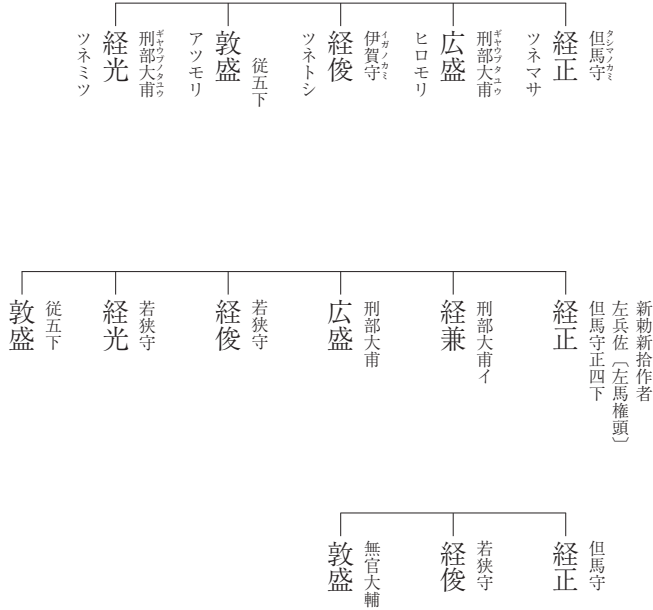 但馬守
タシマノカミ
経正
ツネマサ
刑部大甫
ギヤウブノタユウ
広盛
ヒロモリ
伊賀守
イガノカミ
経俊
ツネトシ
従五下
敦盛
アツモリ
刑部大甫
ギヤウブノタユウ
経光
ツネミツ
新勅新拾作者
左兵佐〔左馬権頭〕
但馬守正四下
経正
刑部大甫イ
経兼
刑部大甫
広盛
若狭守
経俊
若狭守
経光
従五下
敦盛
但馬守
経正
若狭守
経俊
無官大輔
敦盛